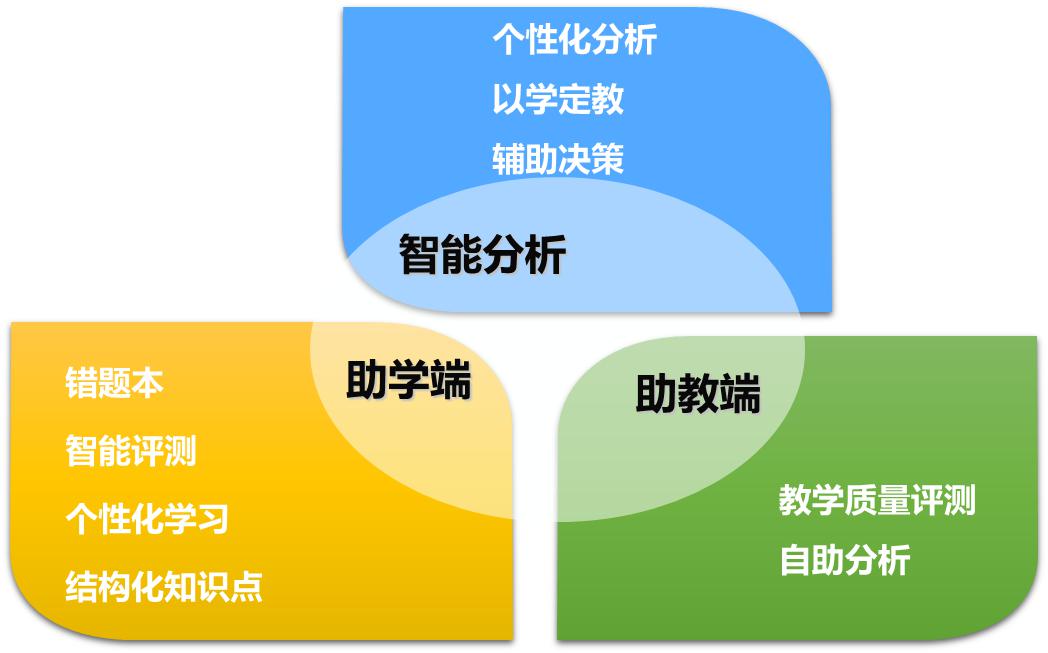 个性化分析
以学定教
辅助决策
智能分析
助学端
错题本
智能评测
个性化学习
结构化知识点
助教端
教学质量评测
自助分析